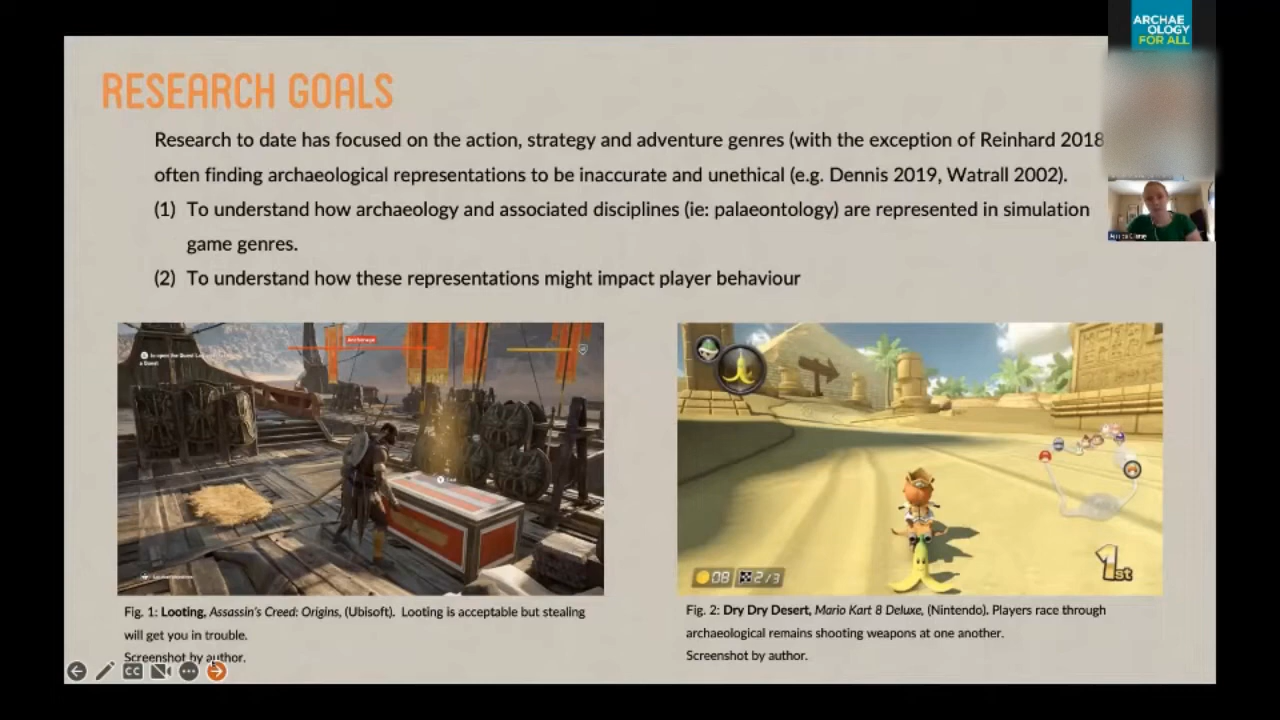 ARCHAE
OLOGY
FOR ALL
RESEARCH GOALS
Research to date has focused on the action, strategy and adventure genres (with the exception of Reinhard 2018
often finding archaeological representations to be inaccurate and unethical (e.g. Dennis 2019, Watrall 2002).
(1) To understand how archaeology and associated disciplines (ie: palaeontology) are represented in simulation
game genres.
(2) To understand how these representations might impact player behaviour
08 2/3
1st
Fig. 1: Looting, Assassin's Creed: Origins, (Ubisoft). Looting is acceptable but stealing
will get you in trouble.
Screenshot by author.
Fig. 2: Dry Dry Desert, Mario Kart 8 Deluxe, (Nintendo). Players race through
archaeological remains shooting weapons at one another.
Screenshot by author.
CC